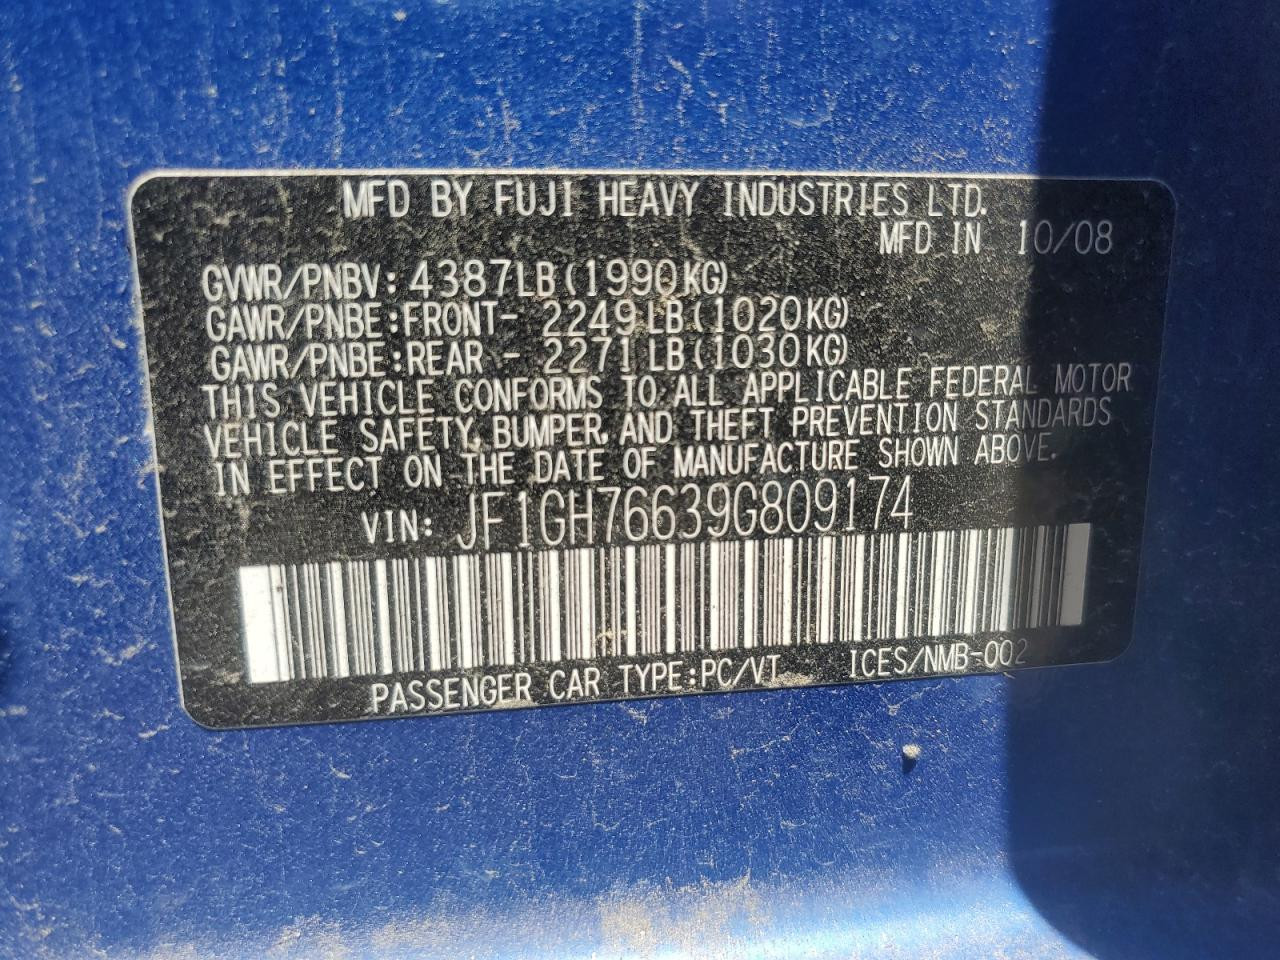 MFD BY FUJI HEAVY INDUSTRIES LTD.
MFD IN 10/08
GVWR/PNBV: 4387LB(1990KG)
GAWR/PNBE:FRONT- 2249LB(1020KG)
GAWR/PNBE:REAR - 2271LB(1030KG)
THIS VEHICLE CONFORMS TO ALL APPLICABLE FEDERAL MOTOR
VEHICLE SAFETY, BUMPER, AND THEFT PREVENTION STANDARDS
IN EFFECT ON THE DATE OF MANUFACTURE SHOWN ABOVE.
VIN: JF1GH76639G809174
PASSENGER CAR TYPE:PC/VT ICES/NMB-002